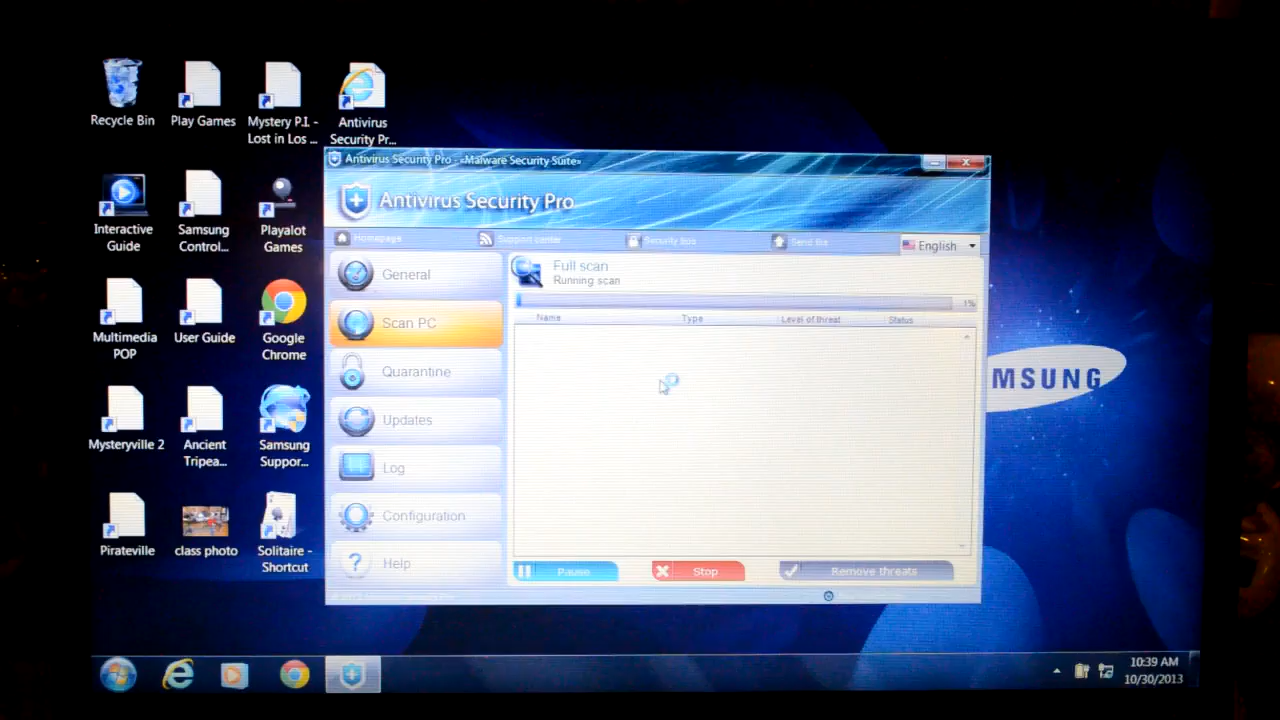 Recycle Bin
Play Games
Mystery P.I. -
Lost in Los ...
Antivirus
Security Pr...
Interactive
Guide
Samsung
Control...
Playalot
Games
Multimedia
POP
User Guide
Google
Chrome
Mysteryville 2
Ancient
Tripea...
Samsung
Suppor...
Pirateville
class photo
Solitaire -
Shortcut
Antivirus Security Pro - «Malware Security Suite»
Antivirus Security Pro
Homepage
Support center
Security tips
Send file
English
General
Scan PC
Quarantine
Updates
Log
Configuration
? Help
Full scan
Running scan
1%
Name Type Level of threat Status
Pause
Stop
Remove threats
MSUNG
10:39 AM
10/30/2013